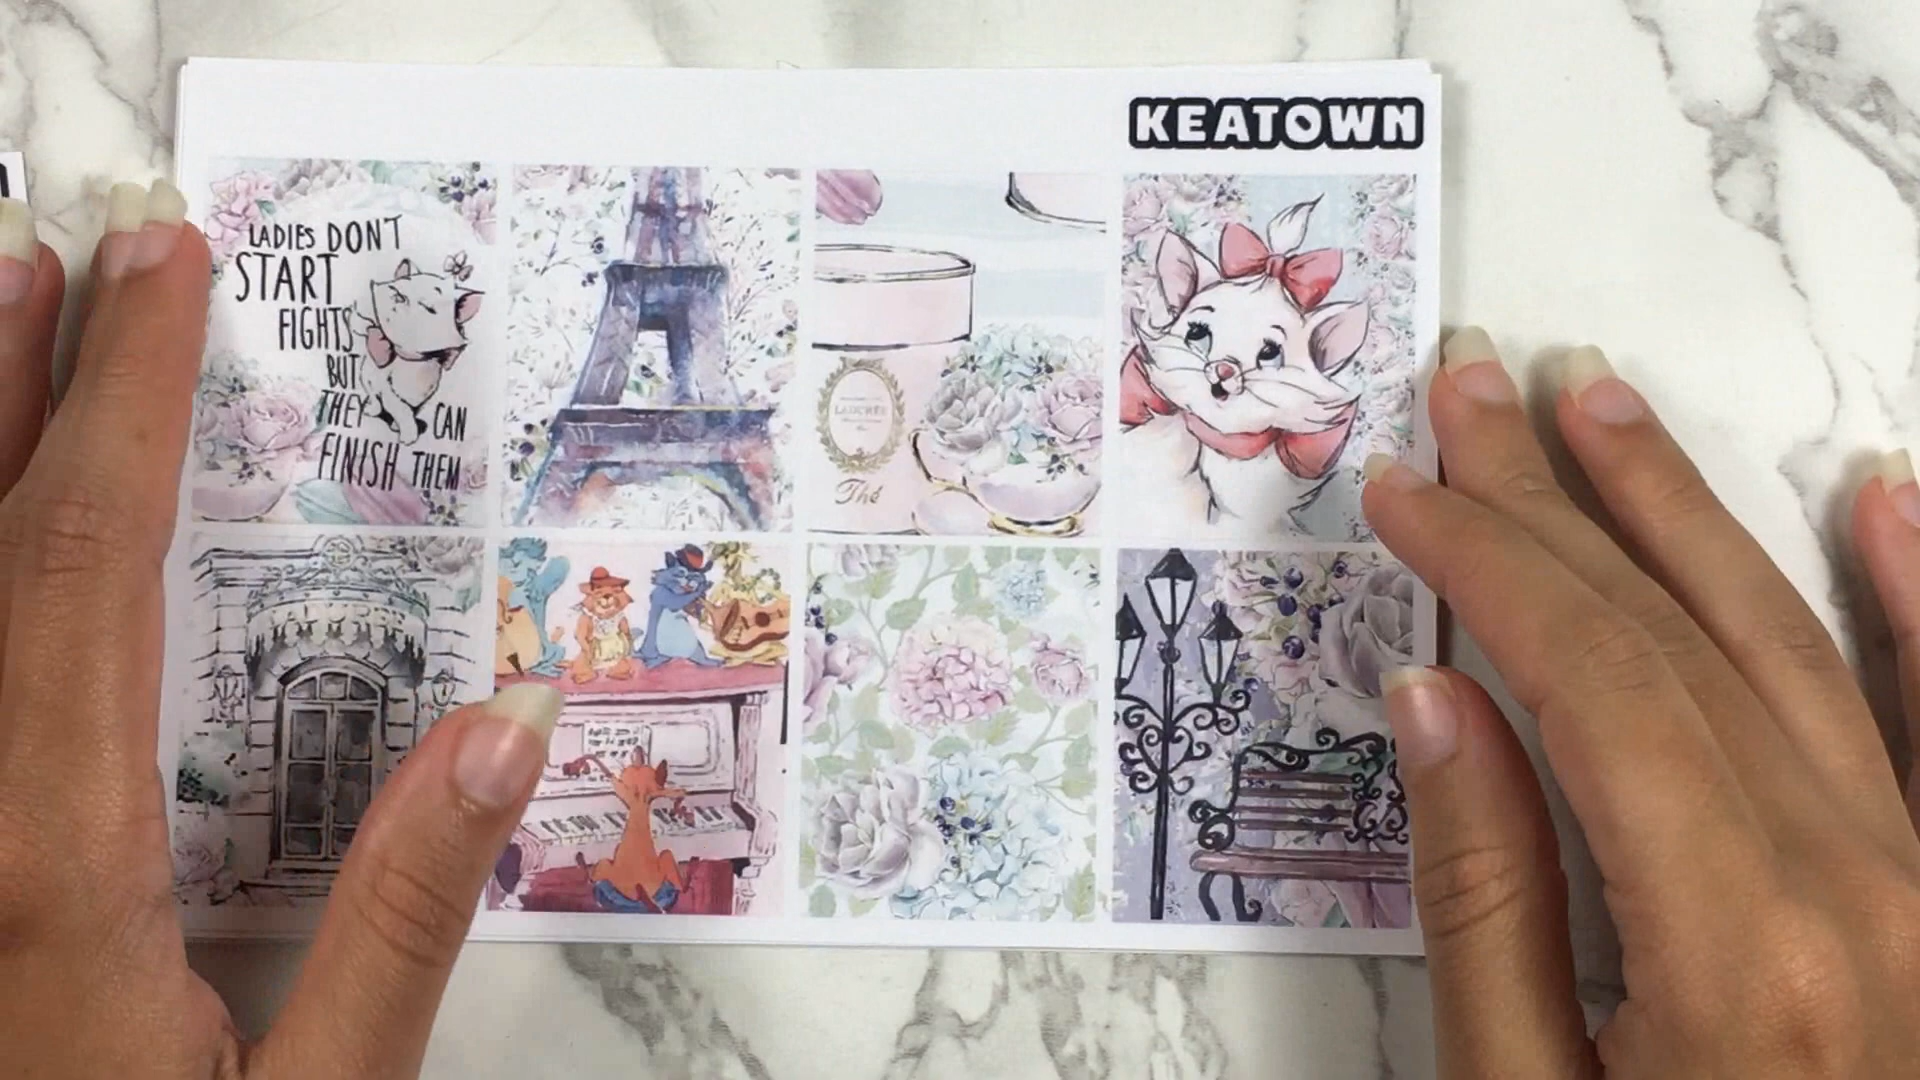 KEATOWN
LADIES DON'T
START
FIGHTS
BUT
THEY CAN
FINISH THEM
LADURÉE
Thé